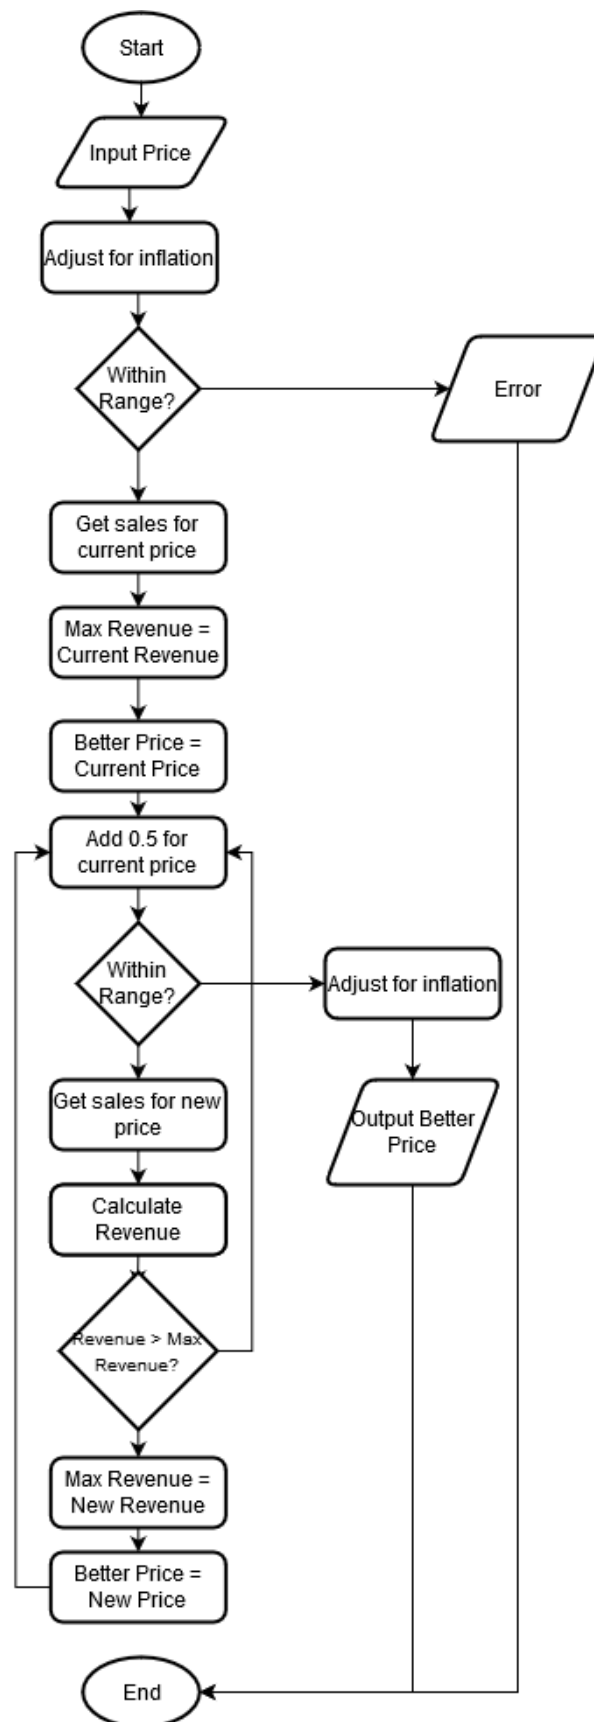 Start
Input Price
Adjust for inflation
Within
Range?
Error
Get sales for
current price
Max Revenue =
Current Revenue
Better Price =
Current Price
Add 0.5 for
current price
Within
Range?
Adjust for inflation
Get sales for new
price
Output Better
Price
Calculate
Revenue
Revenue > Max
Revenue?
Max Revenue =
New Revenue
Better Price =
New Price
End